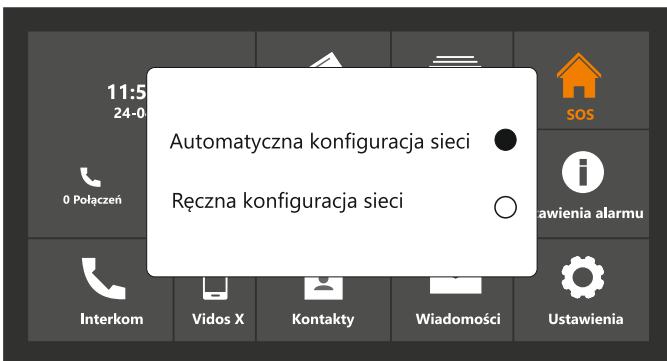 11:5
24-0
SOS
Automatyczna konfiguracja sieci
Ręczna konfiguracja sieci
0 Połączeń
awienia alarmu
Interkom
Vidos X
Kontakty
Wiadomości
Ustawienia